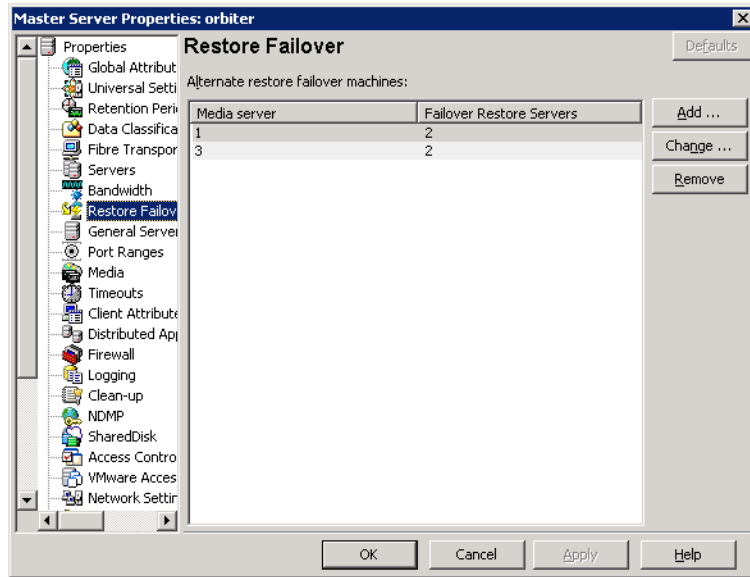 Master Server Properties: orbiter
Properties
Global Attribut
Universal Setti
Retention Peri
Data Classifica
Fibre Transpor
Servers
Bandwidth
Restore Failov
General Server
Port Ranges
Media
Timeouts
Client Attribute
Distributed App
Firewall
Logging
Clean-up
NDMP
SharedDisk
Access Contro
VMware Acces
Network Settin
Restore Failover
Defaults
Alternate restore failover machines:
Media server Failover Restore Servers
1 2
3 2
Add ...
Change ...
Remove
OK Cancel Apply Help